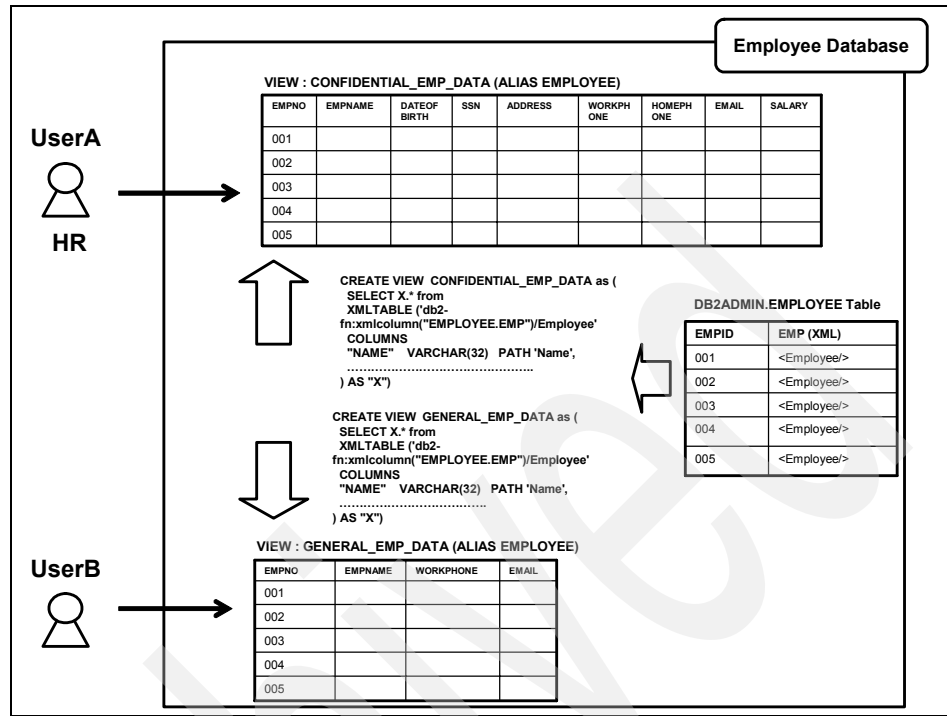 Employee Database
VIEW : CONFIDENTIAL_EMP_DATA (ALIAS EMPLOYEE)
EMPNO EMPNAME DATEOF BIRTH SSN ADDRESS WORKPH ONE HOMEPH ONE EMAIL SALARY
001
002
003
004
005
UserA
HR
CREATE VIEW CONFIDENTIAL_EMP_DATA as (
SELECT X.* from
XMLTABLE ('db2-
fn:xmlcolumn("EMPLOYEE.EMP")/Employee'
COLUMNS
"NAME" VARCHAR(32) PATH 'Name',
……………………………………
) AS "X")
DB2ADMIN.EMPLOYEE Table
EMPID EMP (XML)
001 <Employee/>
002 <Employee/>
003 <Employee/>
004 <Employee/>
005 <Employee/>
CREATE VIEW GENERAL_EMP_DATA as (
SELECT X.* from
XMLTABLE ('db2-
fn:xmlcolumn("EMPLOYEE.EMP")/Employee'
COLUMNS
"NAME" VARCHAR(32) PATH 'Name',
………………………………
) AS "X")
VIEW : GENERAL_EMP_DATA (ALIAS EMPLOYEE)
UserB
EMPNO EMPNAME WORKPHONE EMAIL
001
002
003
004
005